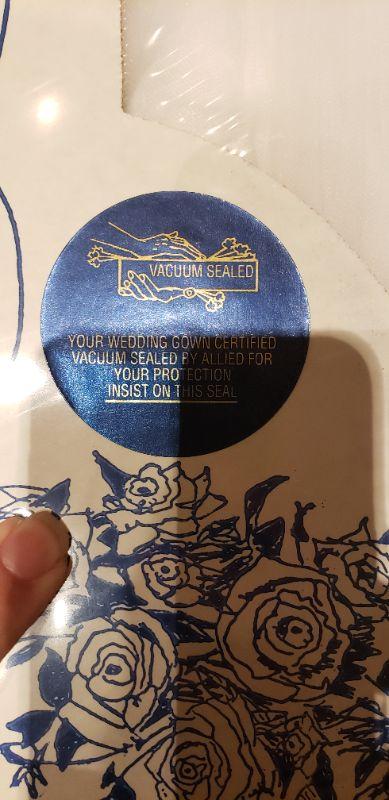 VACUUM SEALED
YOUR WEDDING GOWN CERTIFIED
VACUUM SEALED BY ALLIED FOR
YOUR PROTECTION
INSIST ON THIS SEAL